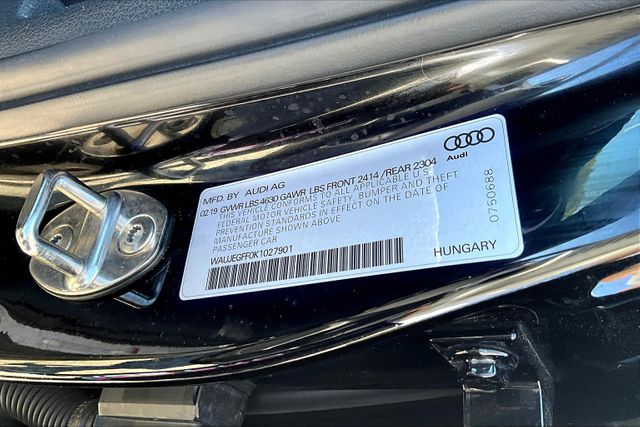 MFD. BY AUDI AG
02 19 GVWR LBS 4630 GAWR LBS FRONT 2414 / REAR 2304
THIS VEHICLE CONFORMS TO ALL APPLICABLE U.S.
FEDERAL MOTOR VEHICLE SAFETY, BUMPER AND THEFT
PREVENTION STANDARDS IN EFFECT ON THE DATE OF
MANUFACTURE SHOWN ABOVE
PASSENGER CAR
WAUJEGFF0K1027901
HUNGARY
Audi
0750688